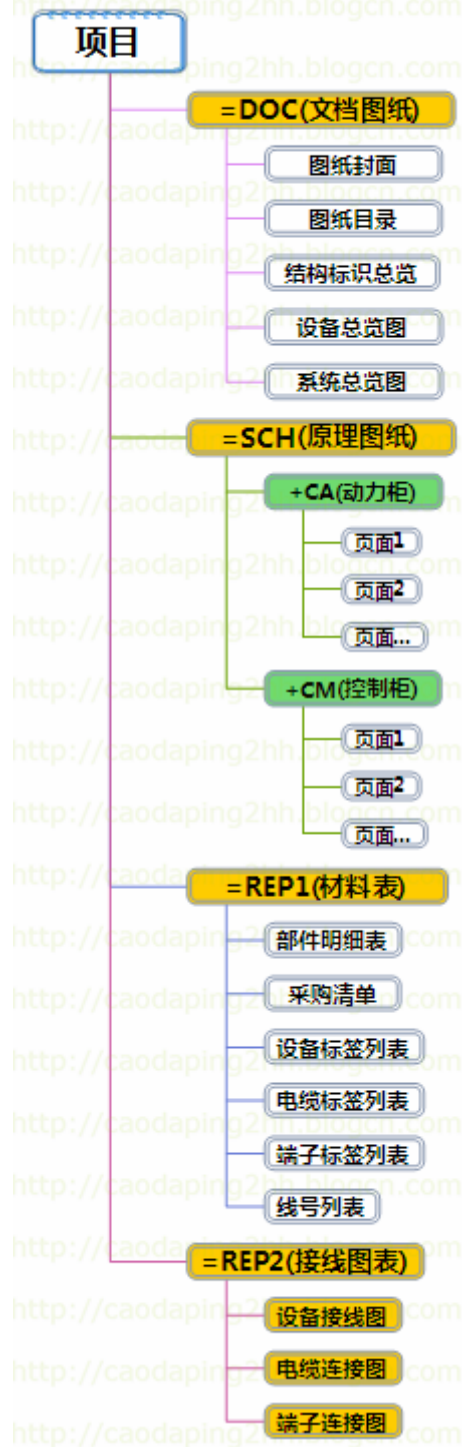 项目
=DOC(文档图纸)
图纸封面
图纸目录
结构标识总览
设备总览图
系统总览图
=SCH(原理图纸)
+CA(动力柜)
页面1
页面2
页面...
+CM(控制柜)
页面1
页面2
页面...
=REP1(材料表)
部件明细表
采购清单
设备标签列表
电缆标签列表
端子标签列表
线号列表
=REP2(接线图表)
设备接线图
电缆连接图
端子连接图
http://caodaping2hh.blogcn.com